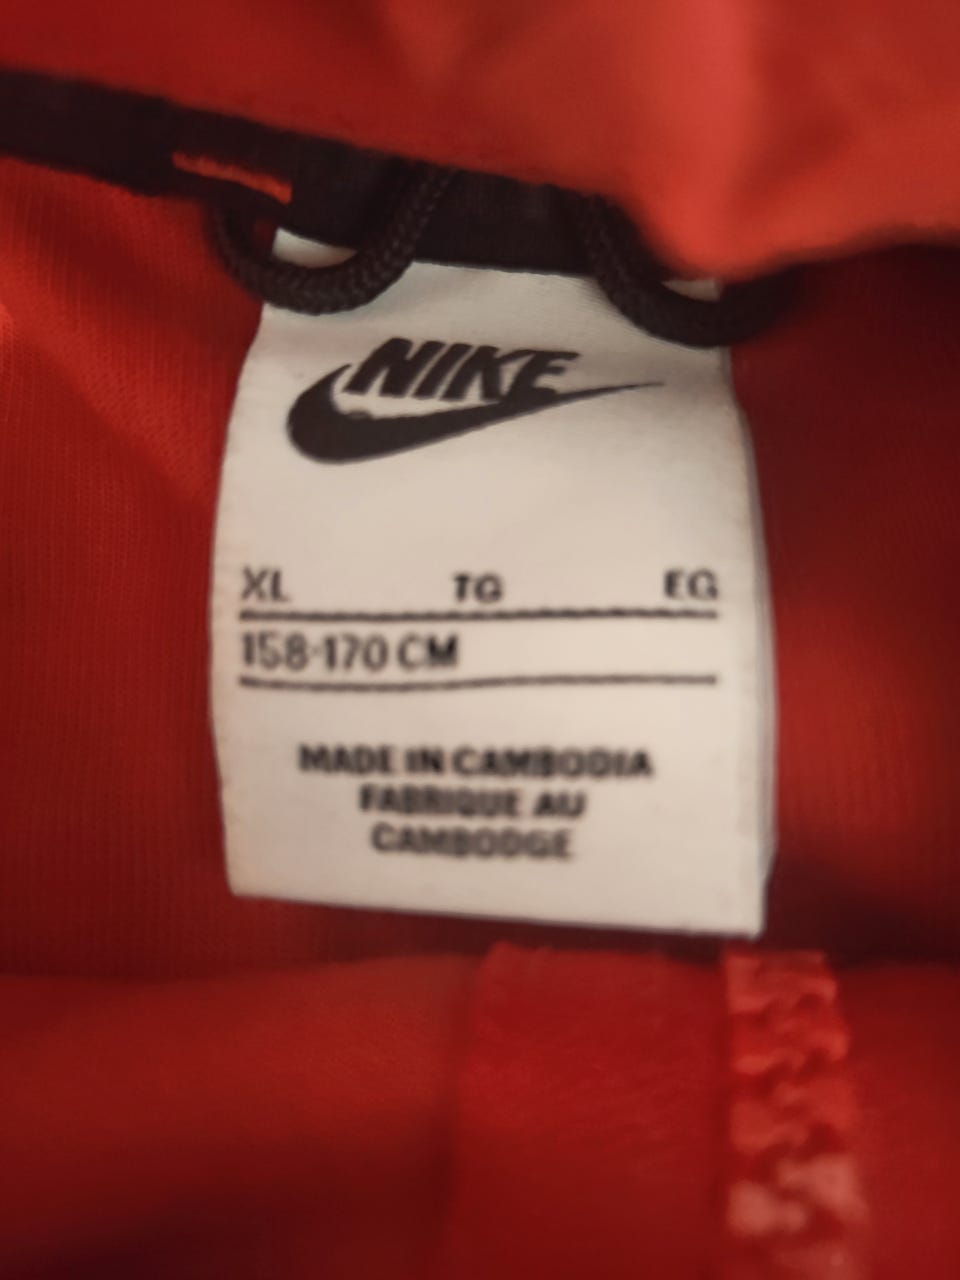 NIKE
XL TG EG
158-170 CM
MADE IN CAMBODIA
FABRIQUE AU
CAMBODGE